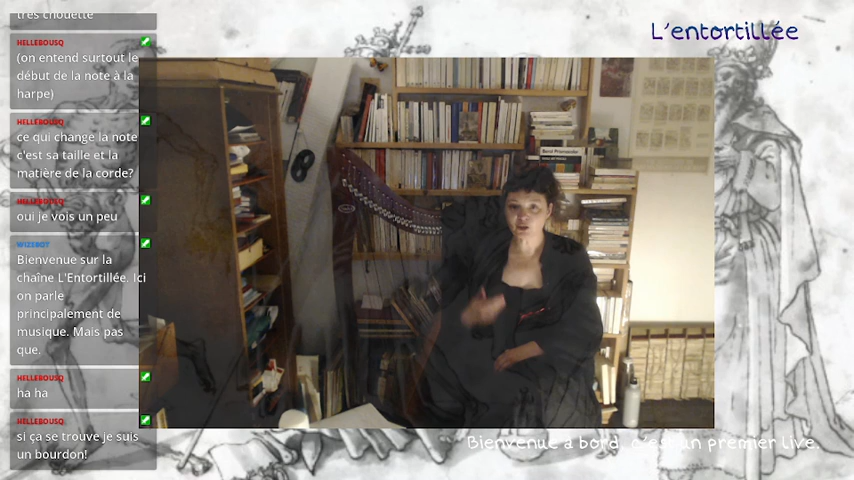 très chouette
HELLEBOUSQ
(on entend surtout le
début de la note à la
harpe)
HELLEBOUSQ
ce qui change la note
c'est sa taille et la
matière de la corde?
HELLEBOUSQ
oui je vois un peu
WIZEBOT
Bienvenue sur la
chaîne L'Entortillée. Ici
on parle
principalement de
musique. Mais pas
que.
HELLEBOUSQ
ha ha
HELLEBOUSQ
si ça se trouve je suis
un bourdon!
L'entortillée
Bienvenue à bord, c'est un premier live.